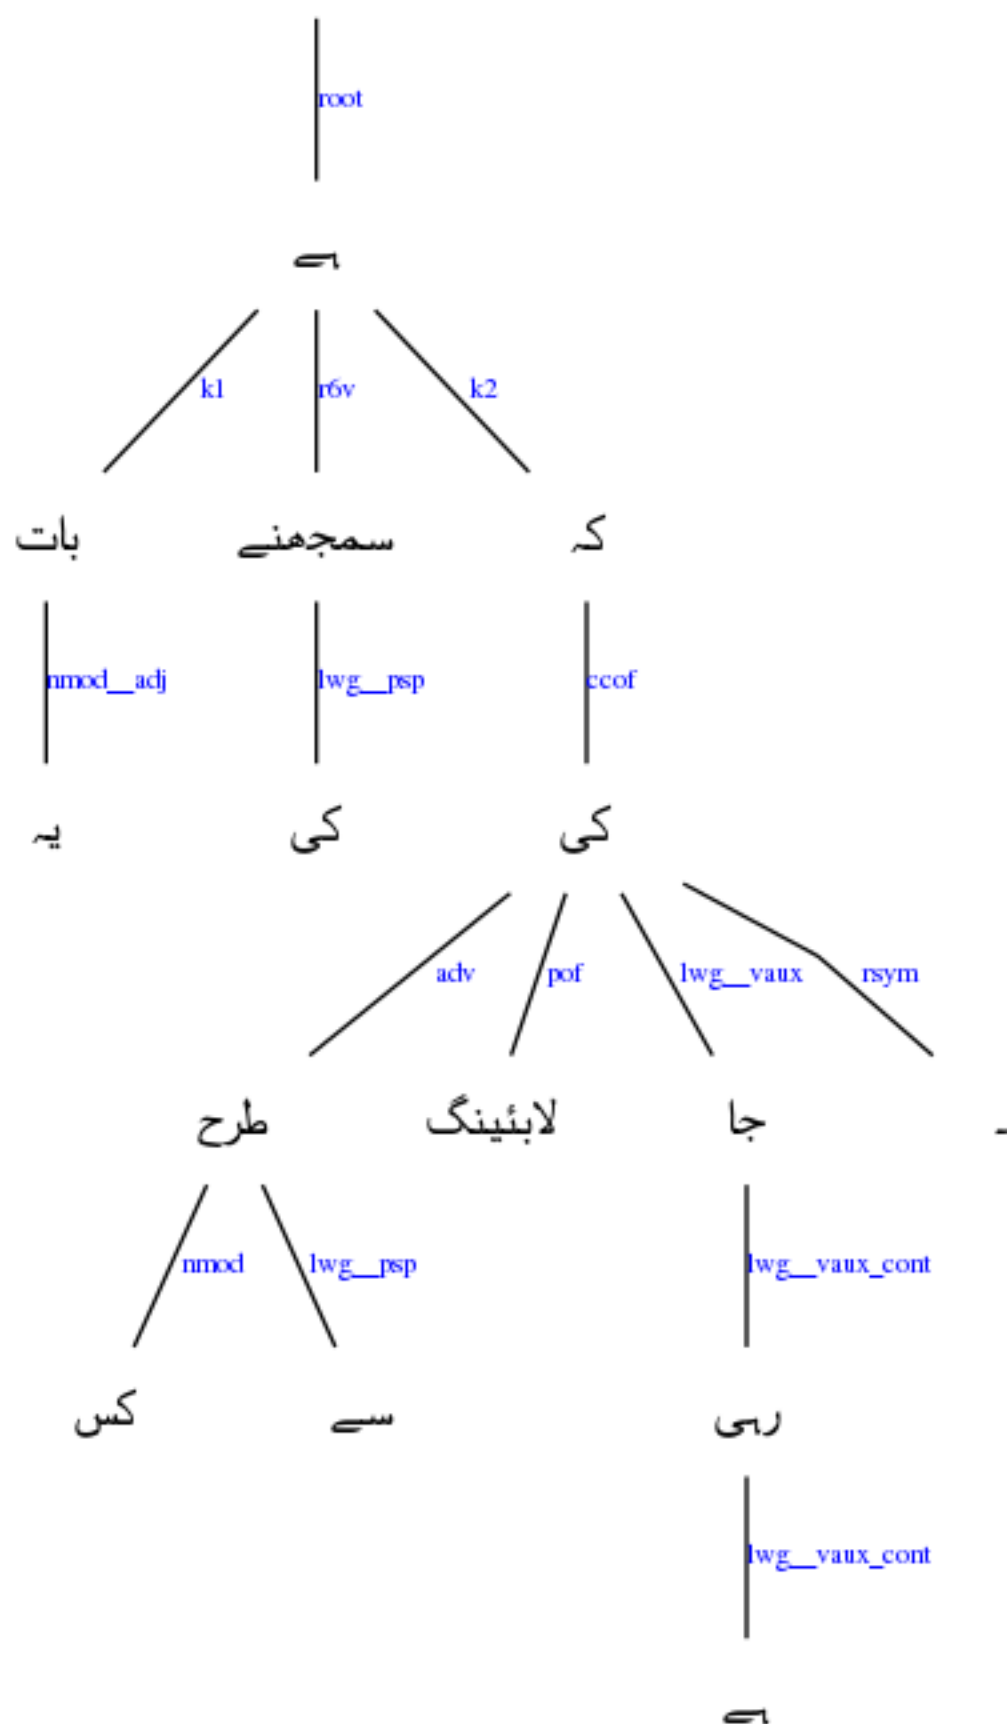 root
ہے
k1 r6v k2
بات سمجھنے کہ
nmod__adj lwg__psp ccof
یہ کی کی
adv pof lwg__vaux rsym
طرح لابئینگ جا ۔
nmod lwg__psp lwg__vaux_cont
کس سے رہی
lwg__vaux_cont
ہے